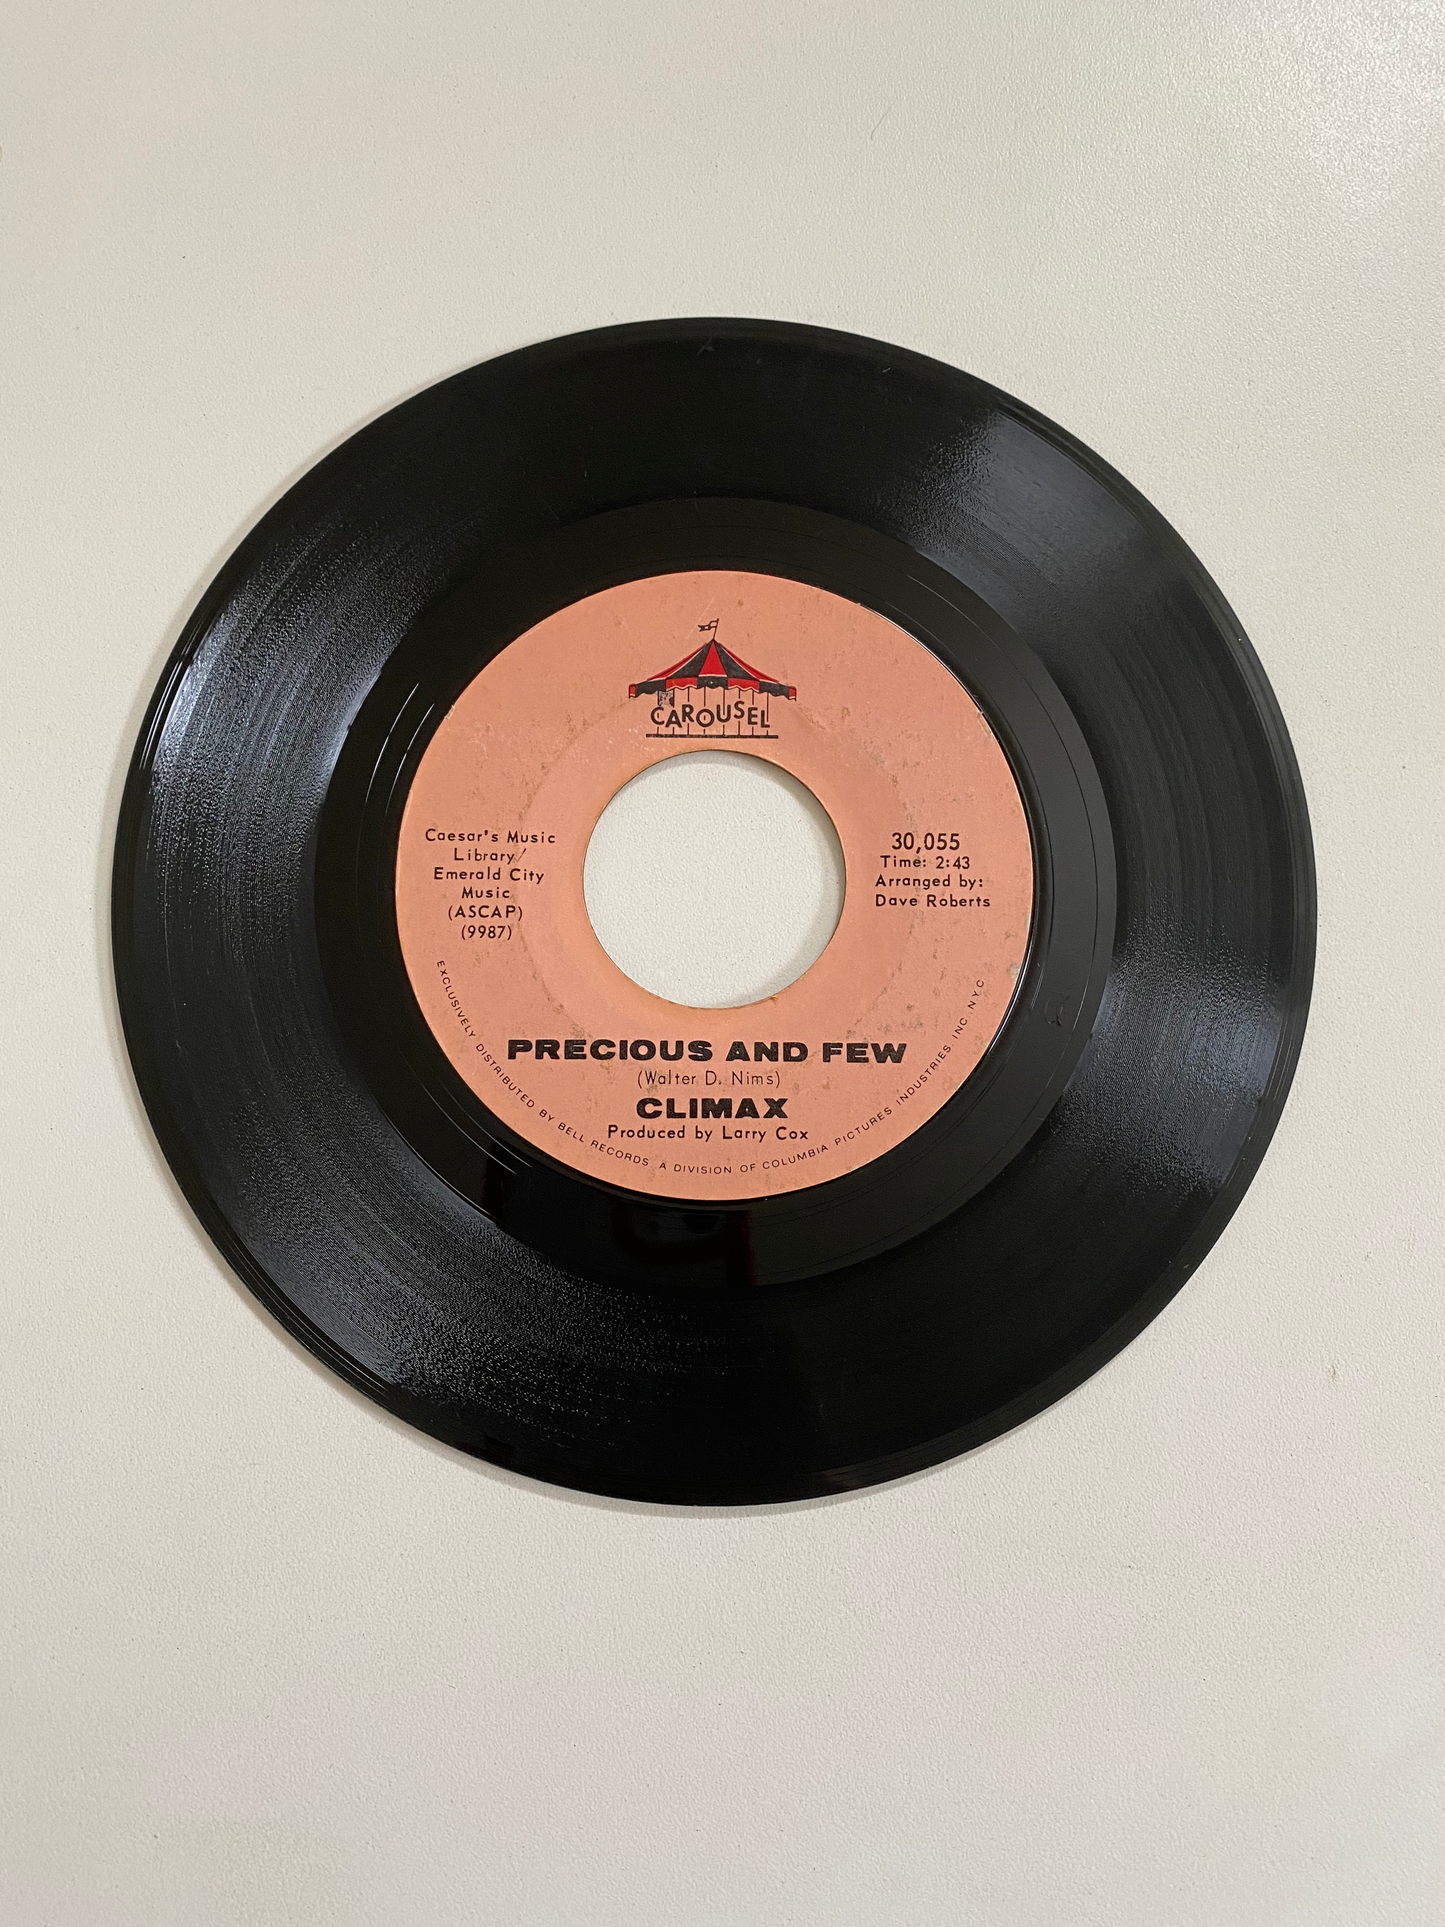 CAROUSEL
Caesar's Music
Library/
Emerald City
Music
(ASCAP)
(9987)
30,055
Time: 2:43
Arranged by:
Dave Roberts
PRECIOUS AND FEW
(Walter D. Nims)
CLIMAX
Produced by Larry Cox
EXCLUSIVELY DISTRIBUTED BY BELL RECORDS, A DIVISION OF COLUMBIA PICTURES INDUSTRIES, INC. N.Y.C